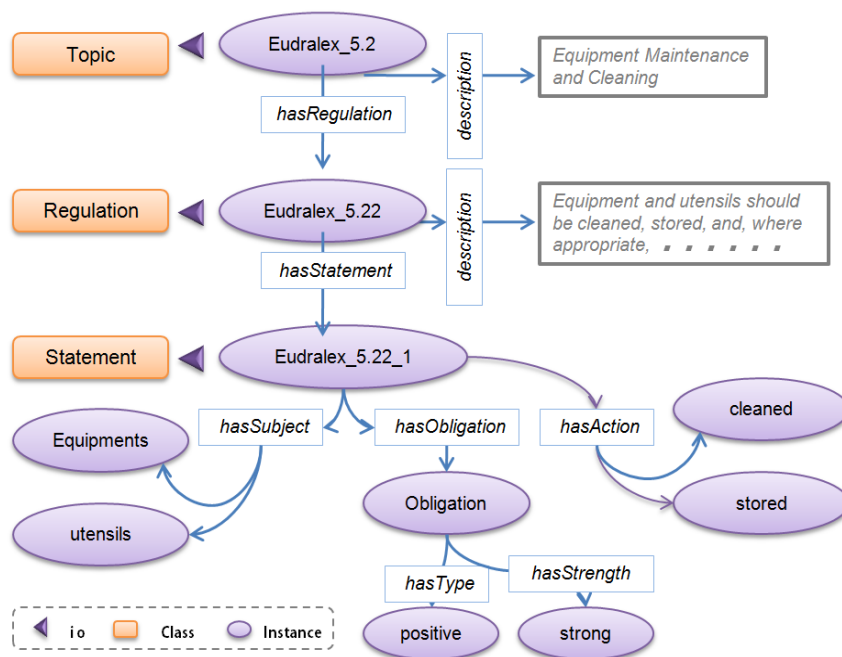 Topic
Eudralex_5.2
description
Equipment Maintenance
and Cleaning
hasRegulation
Regulation
Eudralex_5.22
description
Equipment and utensils should
be cleaned, stored, and, where
appropriate, . . . . . .
hasStatement
Statement
Eudralex_5.22_1
Equipments
hasSubject
hasObligation
hasAction
cleaned
utensils
Obligation
stored
hasType
hasStrength
positive
strong
io
Class
Instance